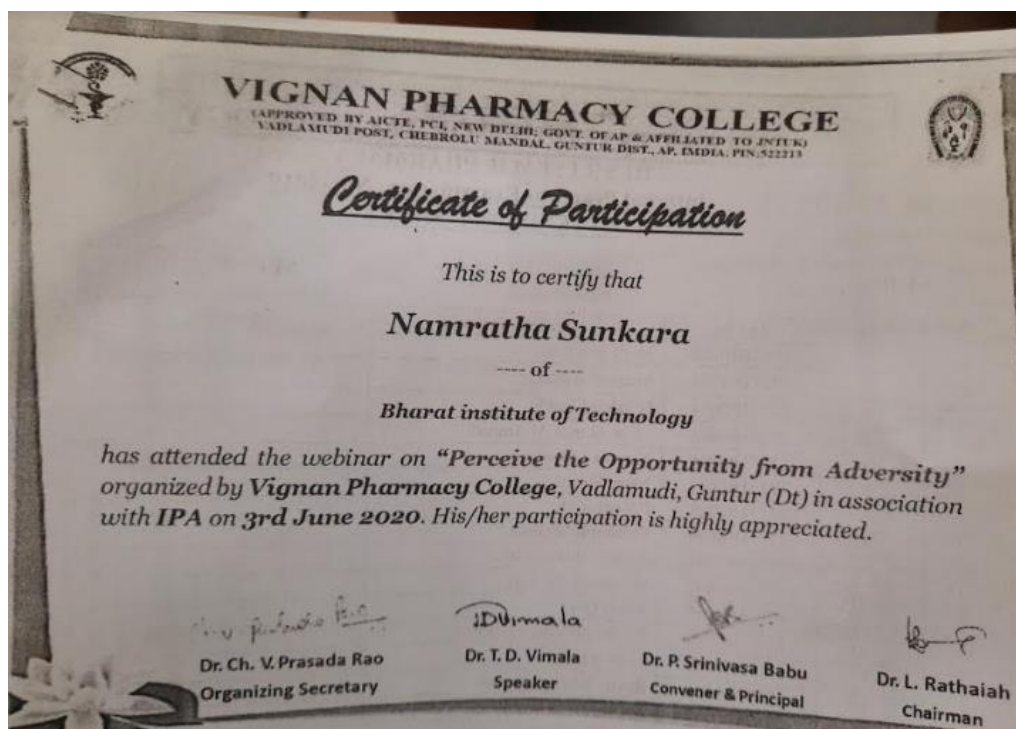 VIGNAN PHARMACY COLLEGE
(APPROVED BY AICTE, PCI, NEW DELHI; GOVT. OF AP & AFFILIATED TO JNTUK)
VADLAMUDI POST, CHEBROLU MANDAL, GUNTUR DIST., AP, INDIA. PIN:522213
Certificate of Participation
This is to certify that
Namratha Sunkara
---- of ----
Bharat institute of Technology
has attended the webinar on “Perceive the Opportunity from Adversity”
organized by Vignan Pharmacy College, Vadlamudi, Guntur (Dt) in association
with IPA on 3rd June 2020. His/her participation is highly appreciated.
TDVimala
Dr. Ch. V. Prasada Rao Dr. T. D. Vimala Dr. P. Srinivasa Babu Dr. L. Rathaiah
Organizing Secretary Speaker Convener & Principal Chairman